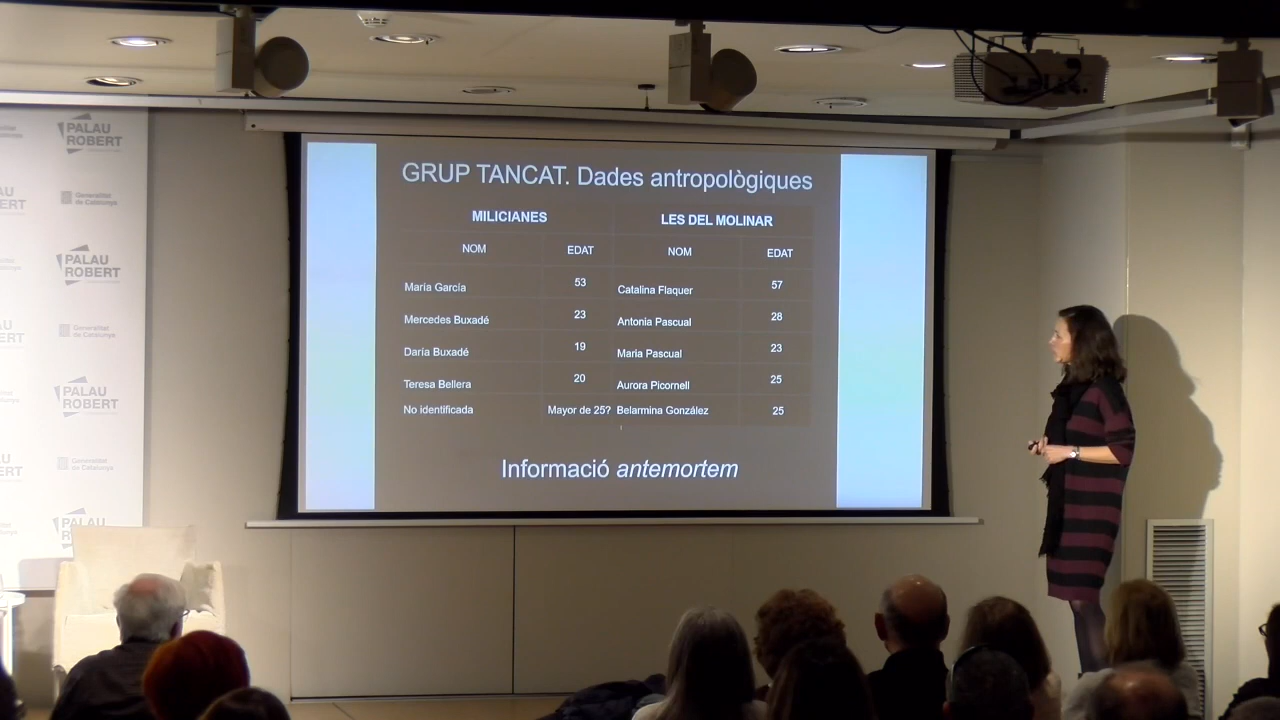 PALAU
ROBERT
Generalitat
de Catalunya
PALAU
ROBERT
Generalitat
de Catalunya
PALAU
ROBERT
Generalitat
de Catalunya
PALAU
GRUP TANCAT. Dades antropològiques
MILICIANES LES DEL MOLINAR
NOM EDAT NOM EDAT
Maria García 53 Catalina Flaquer 57
Mercedes Buxadé 23 Antonia Pascual 28
Daría Buxadé 19 Maria Pascual 23
Teresa Bellera 20 Aurora Picornell 25
No identificada Mayor de 25? Belarmina González 25
Informació antemortem